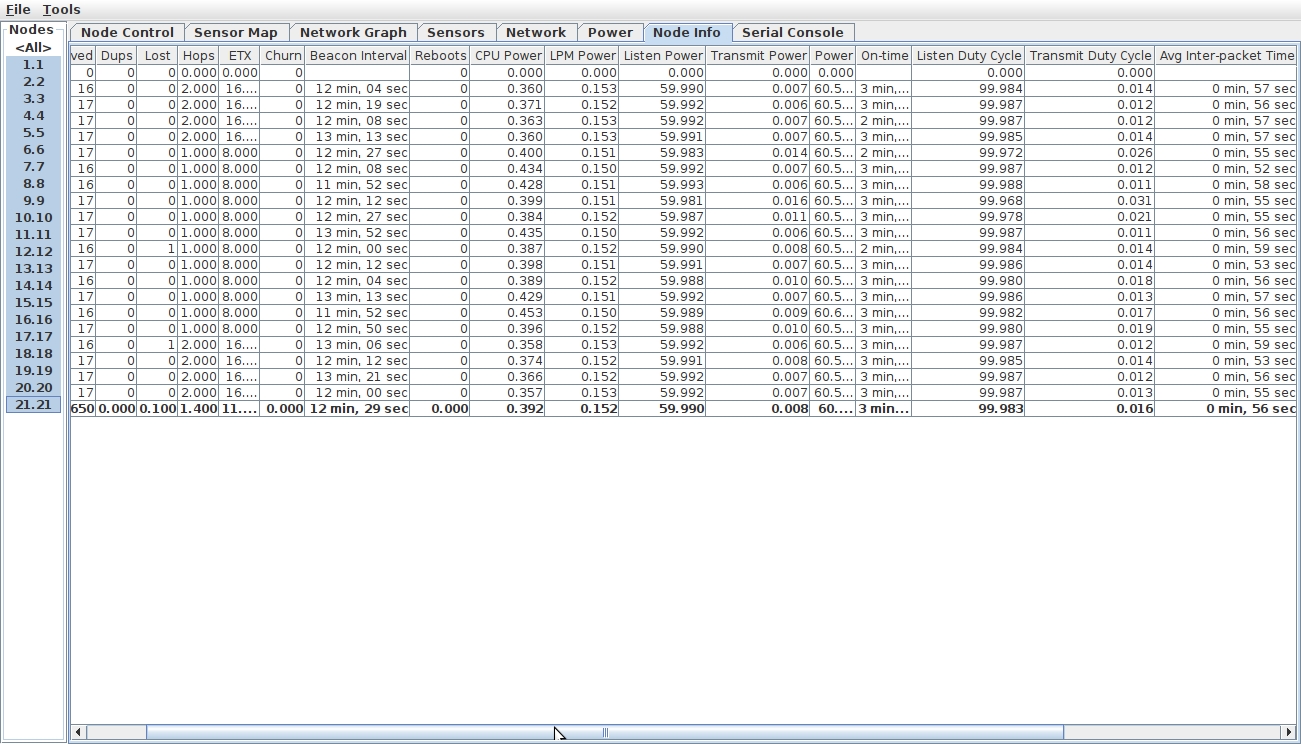 File Tools
Nodes
Node Control Sensor Map Network Graph Sensors Network Power Node Info Serial Console
<All>
1.1
2.2
3.3
4.4
5.5
6.6
7.7
8.8
9.9
10.10
11.11
12.12
13.13
14.14
15.15
16.16
17.17
18.18
19.19
20.20
21.21
ved Dups Lost Hops ETX Churn Beacon Interval Reboots CPU Power LPM Power Listen Power Transmit Power Power On-time Listen Duty Cycle Transmit Duty Cycle Avg Inter-packet Time
0 0 0 0.000 0.000 0 0 0.000 0.000 0.000 0.000 0.000 0.000 0.000
16 0 0 2.000 16.... 0 12 min, 04 sec 0 0.360 0.153 59.990 0.007 60.5... 3 min,... 99.984 0.014 0 min, 57 sec
17 0 0 2.000 16.... 0 12 min, 19 sec 0 0.371 0.151 59.992 0.006 60.5... 3 min,... 99.987 0.012 0 min, 56 sec
17 0 0 2.000 16.... 0 12 min, 08 sec 0 0.363 0.153 59.992 0.007 60.5... 2 min,... 99.987 0.012 0 min, 57 sec
17 0 0 2.000 16.... 0 13 min, 13 sec 0 0.360 0.153 59.991 0.007 60.5... 3 min,... 99.985 0.014 0 min, 57 sec
17 0 0 1.000 8.000 0 12 min, 27 sec 0 0.400 0.151 59.983 0.014 60.5... 2 min,... 99.972 0.026 0 min, 55 sec
16 0 0 1.000 8.000 0 12 min, 08 sec 0 0.434 0.150 59.992 0.007 60.5... 3 min,... 99.987 0.012 0 min, 52 sec
16 0 0 1.000 8.000 0 11 min, 52 sec 0 0.428 0.151 59.993 0.006 60.5... 3 min,... 99.988 0.011 0 min, 58 sec
17 0 0 1.000 8.000 0 12 min, 12 sec 0 0.399 0.151 59.981 0.016 60.5... 3 min,... 99.968 0.031 0 min, 55 sec
17 0 0 1.000 8.000 0 12 min, 27 sec 0 0.384 0.152 59.987 0.011 60.5... 3 min,... 99.978 0.021 0 min, 55 sec
17 0 0 1.000 8.000 0 13 min, 52 sec 0 0.435 0.150 59.992 0.006 60.5... 3 min,... 99.987 0.011 0 min, 56 sec
16 0 1 1.000 8.000 0 12 min, 00 sec 0 0.387 0.152 59.990 0.008 60.5... 2 min,... 99.984 0.014 0 min, 59 sec
17 0 0 1.000 8.000 0 12 min, 12 sec 0 0.398 0.151 59.991 0.007 60.5... 3 min,... 99.986 0.014 0 min, 53 sec
16 0 0 1.000 8.000 0 12 min, 04 sec 0 0.389 0.152 59.988 0.010 60.5... 3 min,... 99.980 0.018 0 min, 56 sec
17 0 0 1.000 8.000 0 13 min, 13 sec 0 0.429 0.151 59.992 0.007 60.5... 3 min,... 99.986 0.013 0 min, 57 sec
16 0 0 1.000 8.000 0 11 min, 52 sec 0 0.453 0.150 59.989 0.009 60.6... 3 min,... 99.982 0.017 0 min, 56 sec
17 0 0 1.000 8.000 0 12 min, 50 sec 0 0.396 0.152 59.988 0.010 60.5... 3 min,... 99.980 0.019 0 min, 55 sec
16 0 1 2.000 16.... 0 13 min, 06 sec 0 0.358 0.153 59.992 0.006 60.5... 3 min,... 99.987 0.012 0 min, 59 sec
17 0 0 2.000 16.... 0 12 min, 12 sec 0 0.374 0.152 59.991 0.008 60.5... 3 min,... 99.985 0.014 0 min, 53 sec
17 0 0 2.000 16.... 0 13 min, 21 sec 0 0.366 0.152 59.992 0.007 60.5... 3 min,... 99.987 0.012 0 min, 56 sec
17 0 0 2.000 16.... 0 12 min, 00 sec 0 0.357 0.153 59.992 0.007 60.5... 3 min,... 99.987 0.013 0 min, 55 sec
650 0.000 0.100 1.400 11.... 0.000 12 min, 29 sec 0.000 0.392 0.152 59.990 0.008 60.... 3 min... 99.983 0.016 0 min, 56 sec